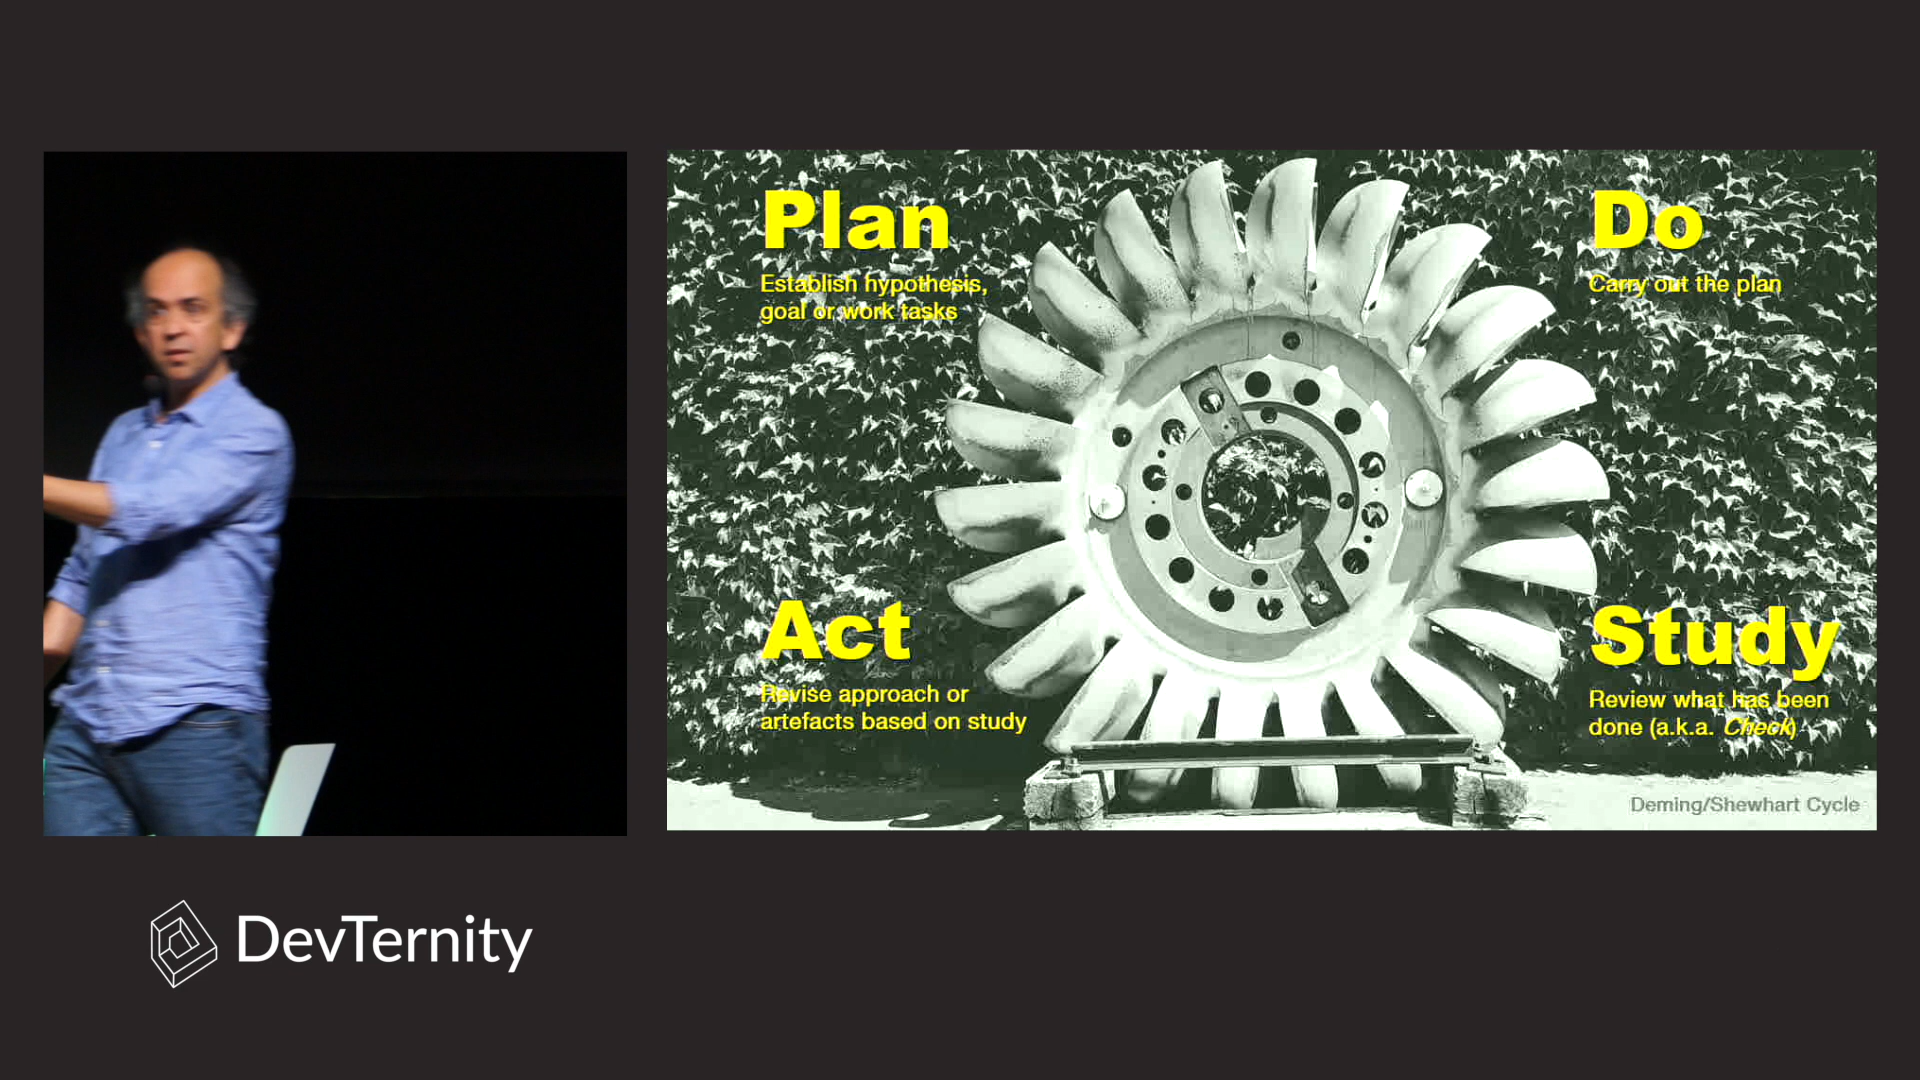 Plan
Establish hypothesis,
goal or work tasks
Do
Carry out the plan
Act
Revise approach or
artefacts based on study
Study
Review what has been
done (a.k.a. Check)
Deming/Shewhart Cycle
DevTernity